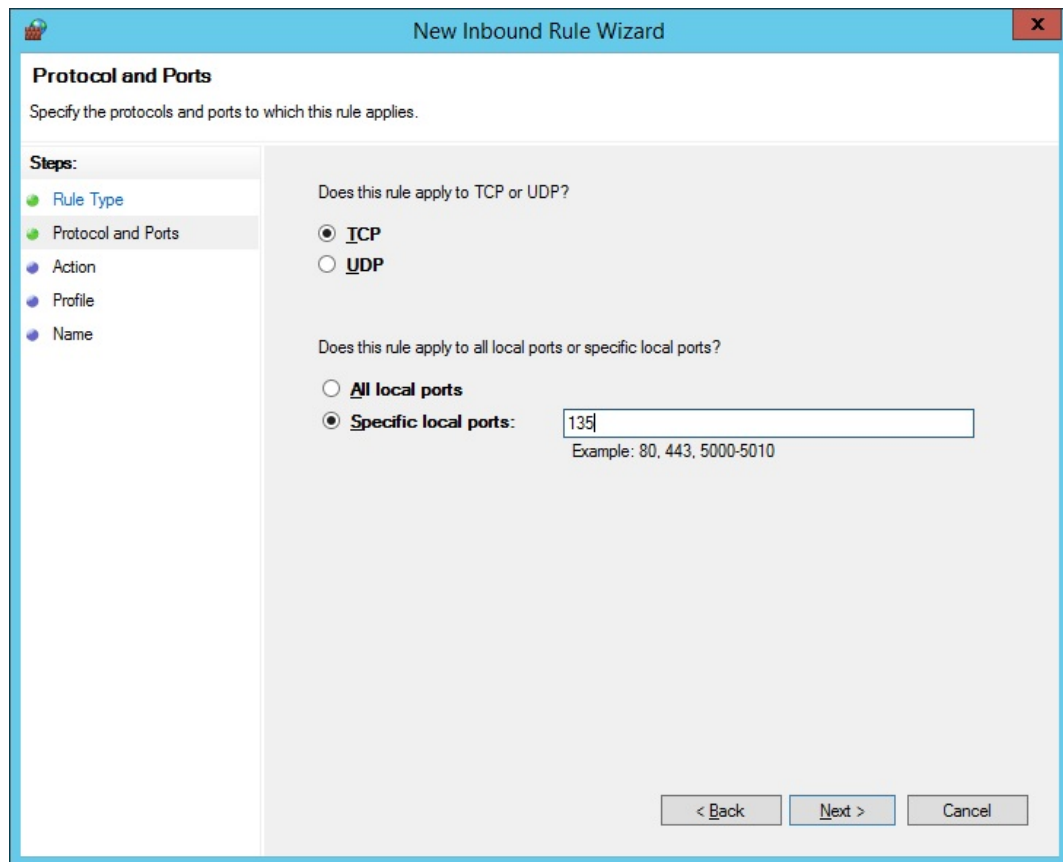 New Inbound Rule Wizard
x
Protocol and Ports
Specify the protocols and ports to which this rule applies.
Steps:
Rule Type
Protocol and Ports
Action
Profile
Name
Does this rule apply to TCP or UDP?
TCP
UDP
Does this rule apply to all local ports or specific local ports?
All local ports
Specific local ports: 135
Example: 80, 443, 5000-5010
< Back Next > Cancel